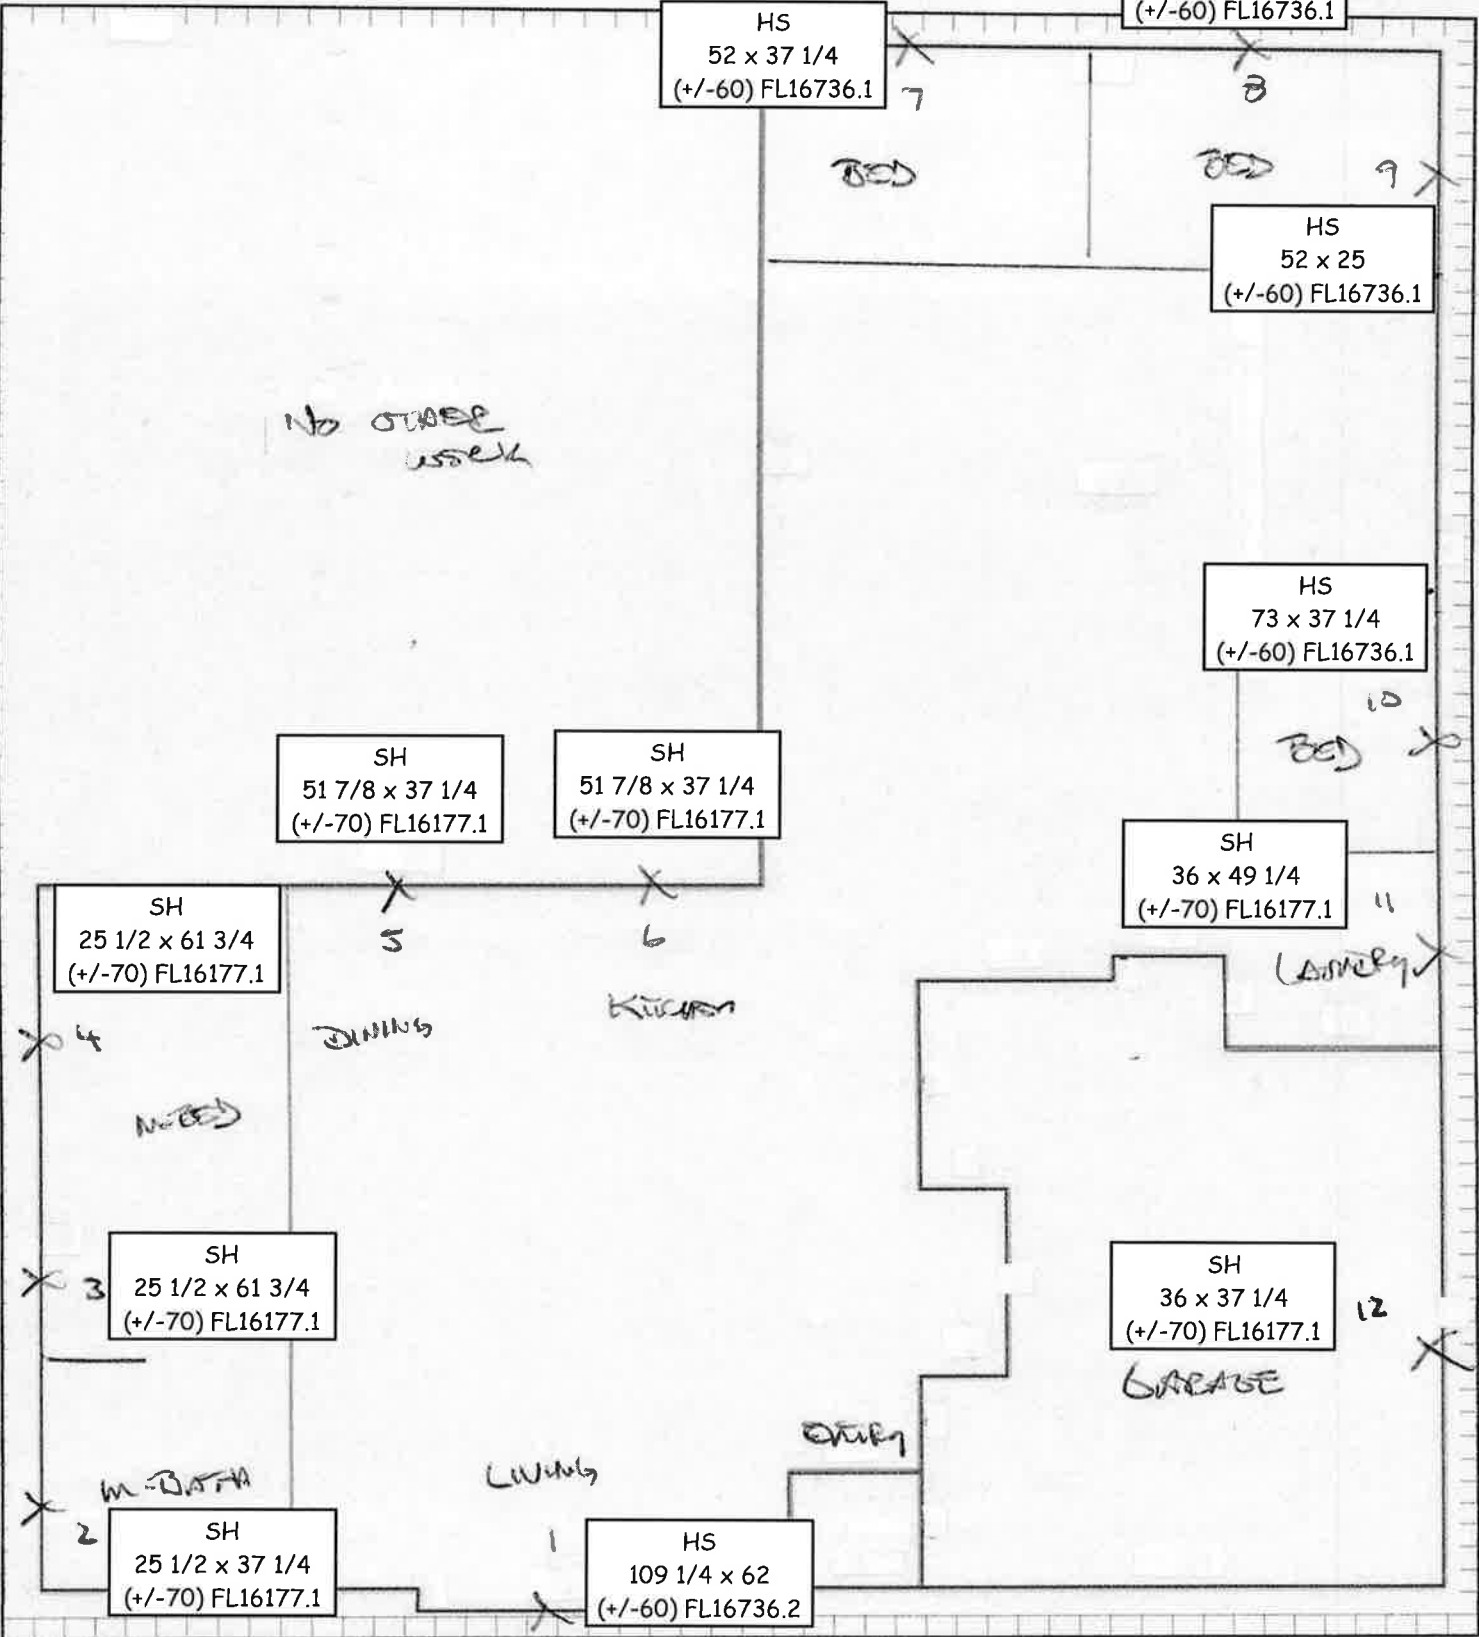 (+/-60) FL16736.1
HS
52 x 37 1/4
(+/-60) FL16736.1
7
8
BED
BED
9
HS
52 x 25
(+/-60) FL16736.1
No OTHER
WORK
HS
73 x 37 1/4
(+/-60) FL16736.1
10
BED
SH
51 7/8 x 37 1/4
(+/-70) FL16177.1
SH
51 7/8 x 37 1/4
(+/-70) FL16177.1
SH
36 x 49 1/4
(+/-70) FL16177.1
11
SH
25 1/2 x 61 3/4
(+/-70) FL16177.1
5
6
LAUNDRY
4
DINING
KITCHEN
M-BED
SH
25 1/2 x 61 3/4
(+/-70) FL16177.1
3
SH
36 x 37 1/4
(+/-70) FL16177.1
12
GARAGE
ENTRY
M-BATH
LIVING
2
SH
25 1/2 x 37 1/4
(+/-70) FL16177.1
1
HS
109 1/4 x 62
(+/-60) FL16736.2